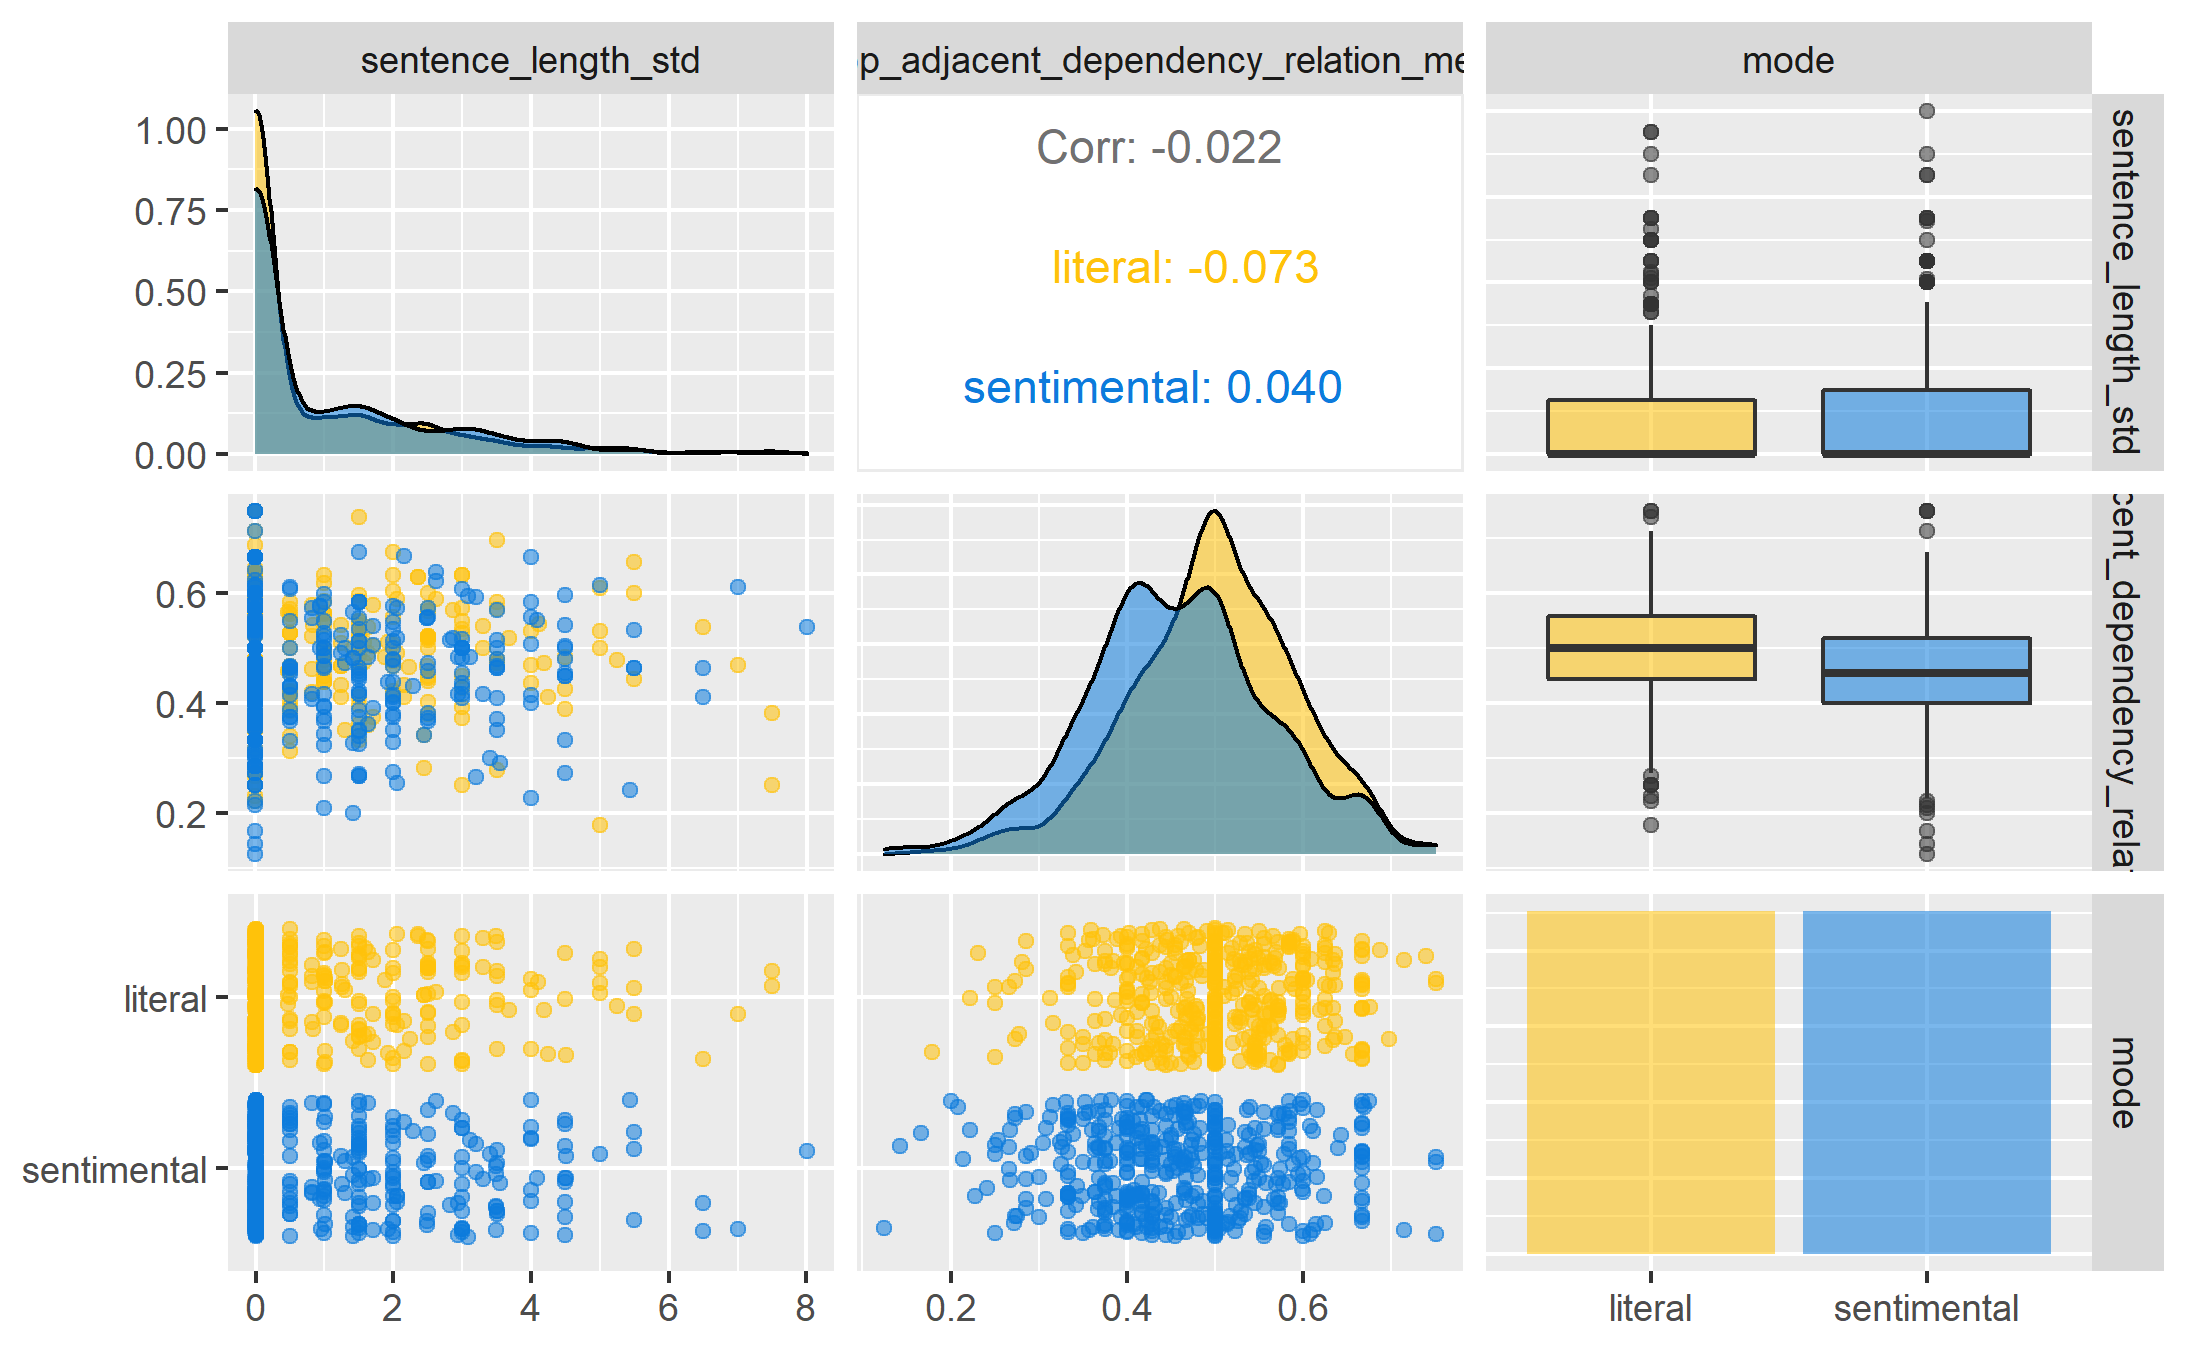 sentence_length_std
op_adjacent_dependency_relation_me
mode
1.00
0.75
0.50
0.25
0.00
Corr: -0.022
literal: -0.073
sentimental: 0.040
sentence_length_std
0.6
0.4
0.2
cent_dependency_rela
literal
sentimental
mode
0
2
4
6
8
0.2
0.4
0.6
literal
sentimental